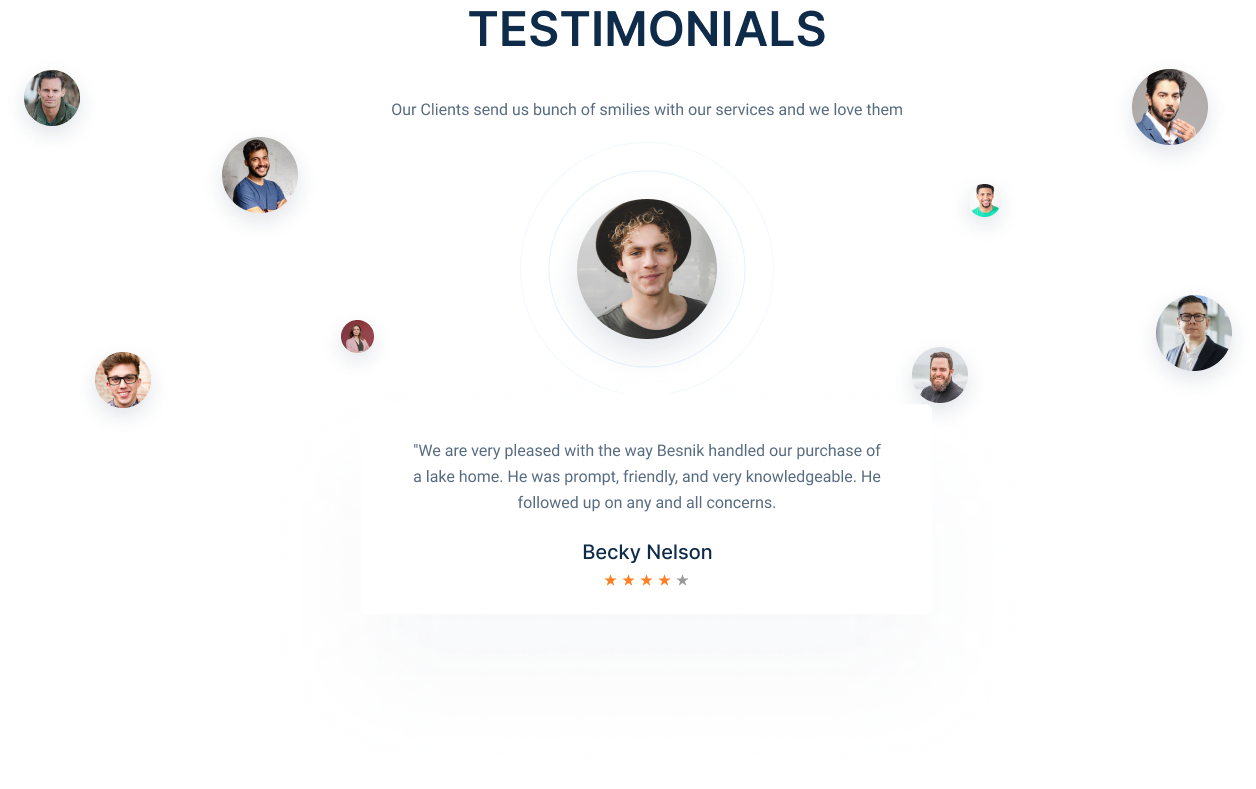 TESTIMONIALS
Our Clients send us bunch of smilies with our services and we love them
"We are very pleased with the way Besnik handled our purchase of
a lake home. He was prompt, friendly, and very knowledgeable. He
followed up on any and all concerns.
Becky Nelson